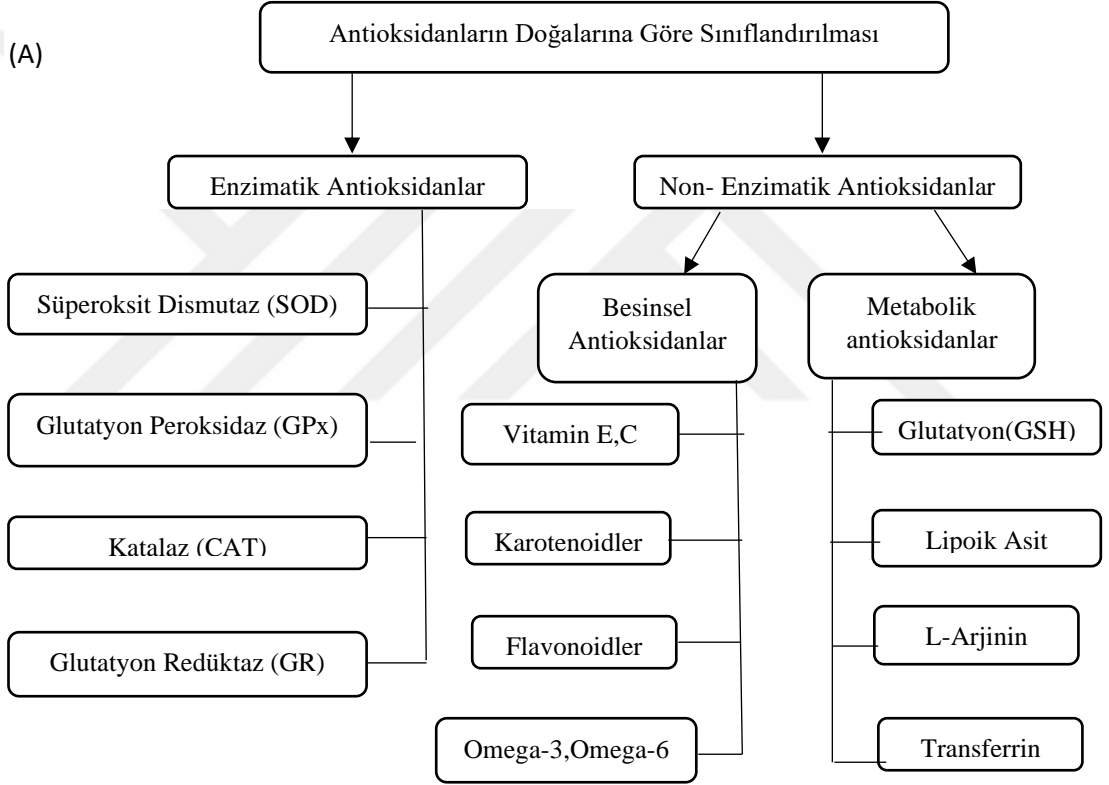 (A)
Antioksidanların Doğalarına Göre Sınıflandırılması
Enzimatik Antioksidanlar
Non- Enzimatik Antioksidanlar
Süperoksit Dismutaz (SOD)
Glutatyon Peroksidaz (GPx)
Katalaz (CAT)
Glutatyon Redüktaz (GR)
Besinsel
Antioksidanlar
Vitamin E,C
Karotenoidler
Flavonoidler
Omega-3,Omega-6
Metabolik
antioksidanlar
Glutatyon(GSH)
Lipoik Asit
L-Arjinin
Transferrin